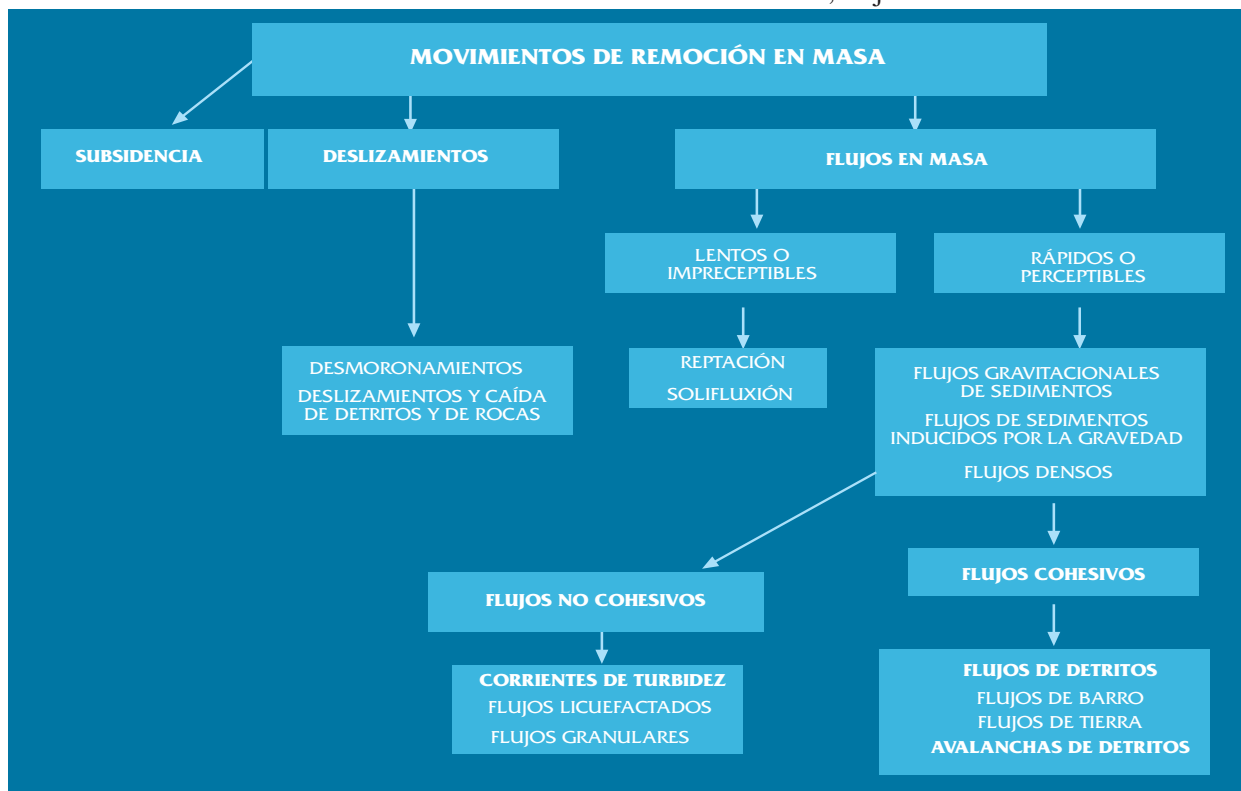 MOVIMIENTOS DE REMOCIÓN EN MASA
SUBSIDENCIA
DESLIZAMIENTOS
FLUJOS EN MASA
LENTOS O
IMPRECEPTIBLES
RÁPIDOS O
PERCEPTIBLES
DESMORONAMIENTOS
DESLIZAMIENTOS Y CAÍDA
DE DETRITOS Y DE ROCAS
REPTACIÓN
SOLIFLUXIÓN
FLUJOS GRAVITACIONALES
DE SEDIMENTOS
FLUJOS DE SEDIMENTOS
INDUCIDOS POR LA GRAVEDAD
FLUJOS DENSOS
FLUJOS NO COHESIVOS
FLUJOS COHESIVOS
CORRIENTES DE TURBIDEZ
FLUJOS LICUEFACTADOS
FLUJOS GRANULARES
FLUJOS DE DETRITOS
FLUJOS DE BARRO
FLUJOS DE TIERRA
AVALANCHAS DE DETRITOS